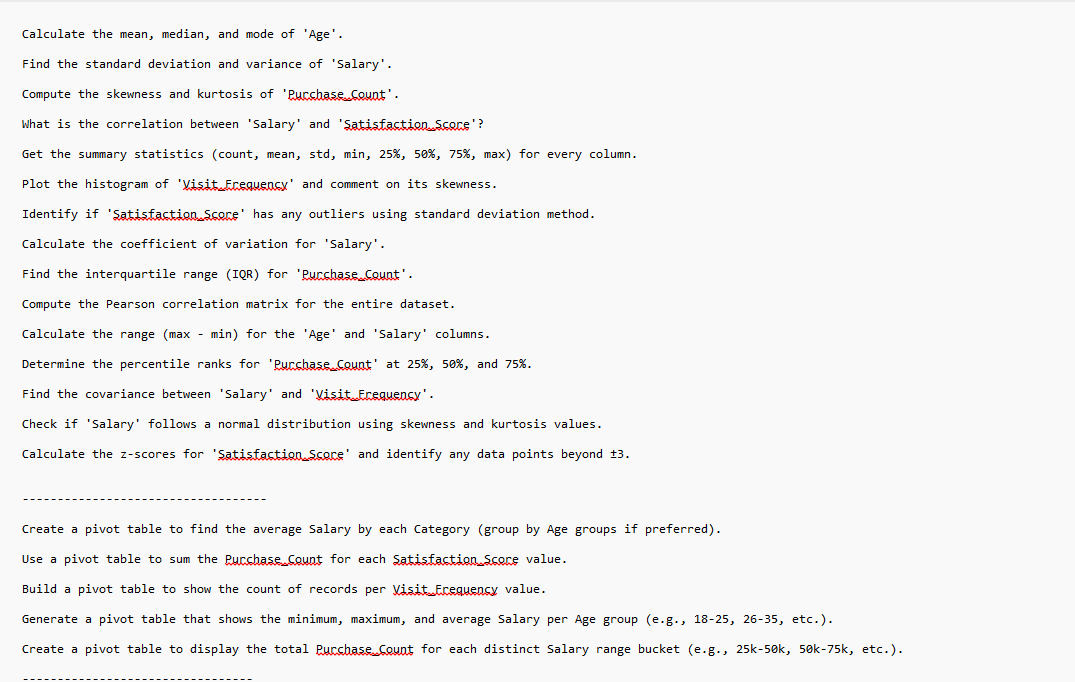 Calculate the mean, median, and mode of 'Age'.
Find the standard deviation and variance of 'Salary'.
Compute the skewness and kurtosis of 'Purchase_Count'.
What is the correlation between 'Salary' and 'Satisfaction_Score'?
Get the summary statistics (count, mean, std, min, 25%, 50%, 75%, max) for every column.
Plot the histogram of 'Visit_Frequency' and comment on its skewness.
Identify if 'Satisfaction_Score' has any outliers using standard deviation method.
Calculate the coefficient of variation for 'Salary'.
Find the interquartile range (IQR) for 'Purchase_Count'.
Compute the Pearson correlation matrix for the entire dataset.
Calculate the range (max - min) for the 'Age' and 'Salary' columns.
Determine the percentile ranks for 'Purchase_Count' at 25%, 50%, and 75%.
Find the covariance between 'Salary' and 'Visit_Frequency'.
Check if 'Salary' follows a normal distribution using skewness and kurtosis values.
Calculate the z-scores for 'Satisfaction_Score' and identify any data points beyond ±3.
-----------------------------------
Create a pivot table to find the average Salary by each Category (group by Age groups if preferred).
Use a pivot table to sum the Purchase_Count for each Satisfaction_Score value.
Build a pivot table to show the count of records per Visit_Frequency value.
Generate a pivot table that shows the minimum, maximum, and average Salary per Age group (e.g., 18-25, 26-35, etc.).
Create a pivot table to display the total Purchase_Count for each distinct Salary range bucket (e.g., 25k-50k, 50k-75k, etc.).
---------------------------------